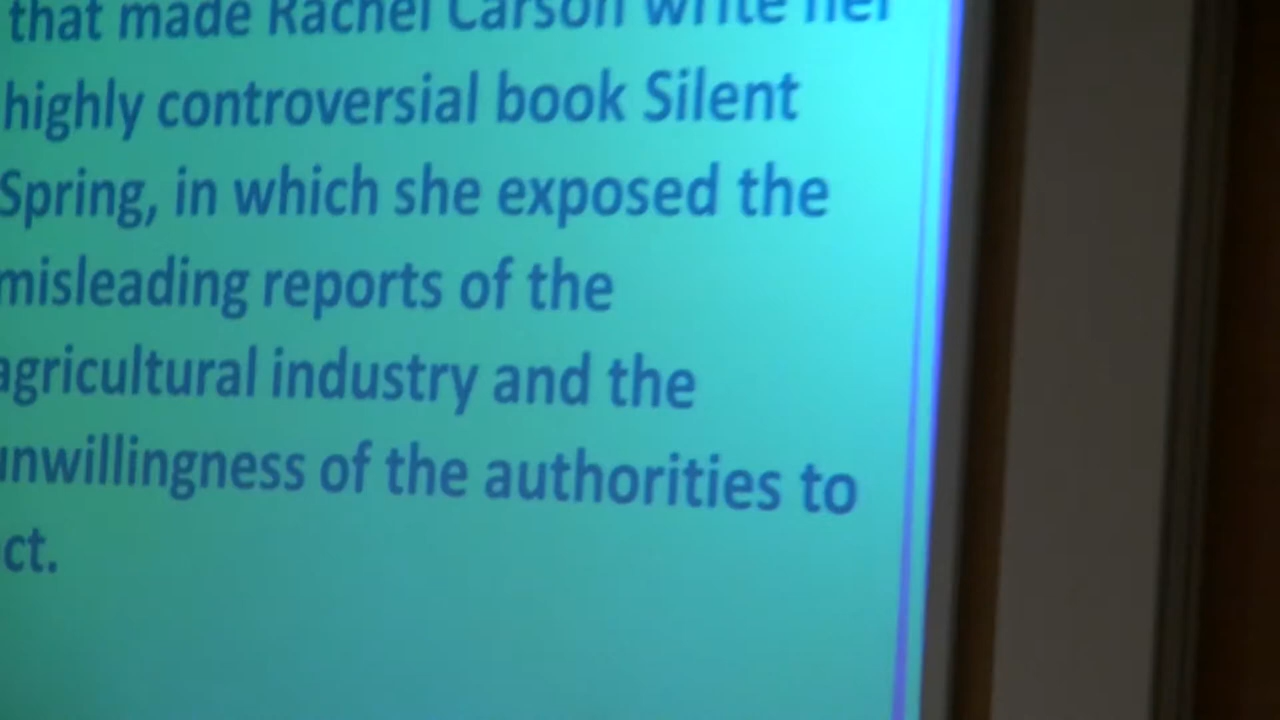 that made Rachel Carson write her
highly controversial book Silent
Spring, in which she exposed the
misleading reports of the
agricultural industry and the
unwillingness of the authorities to
ct.